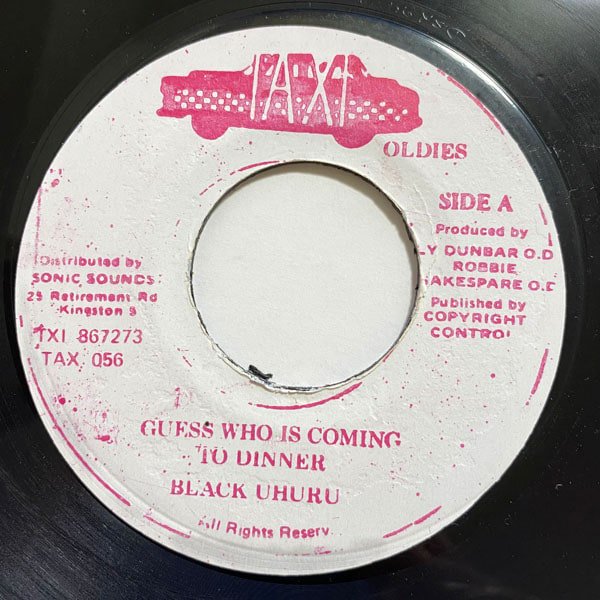 TAXI
OLDIES
SIDE A
Produced by
LY DUNBAR O.D
ROBBIE
AKESPARE O.D
Published by
COPYRIGHT
CONTROL
Distributed by
SONIC SOUNDS
25 Retirement Rd
Kingston 5
TXI 867273
TAX 056
GUESS WHO IS COMING
TO DINNER
BLACK UHURU
All Rights Reserv